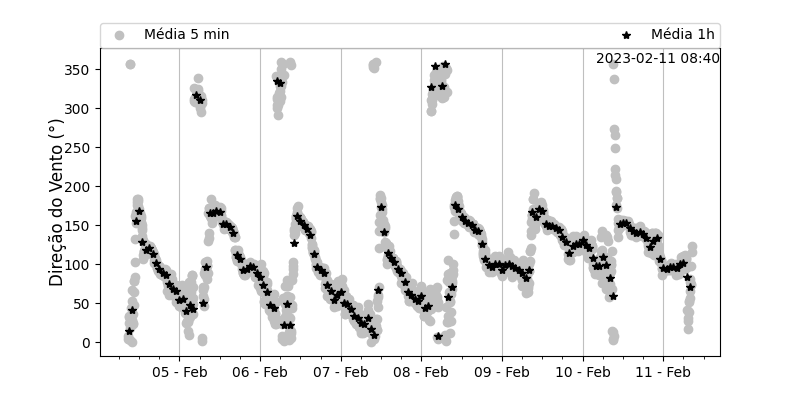 Média 5 min
Média 1h
2023-02-11 08:40
Direção do Vento (°)
350
300
250
200
150
100
50
0
05 - Feb
06 - Feb
07 - Feb
08 - Feb
09 - Feb
10 - Feb
11 - Feb